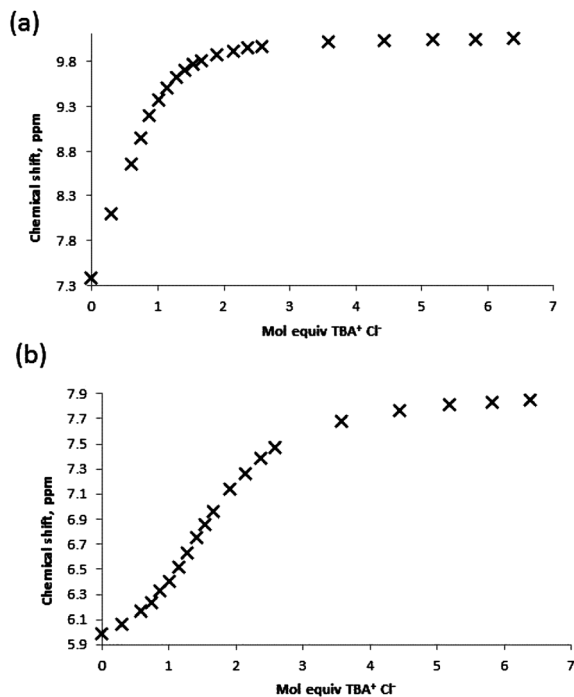 (a)
Chemical shift, ppm
9.8
9.3
8.8
8.3
7.8
7.3
0 1 2 3 4 5 6 7
Mol equiv TBA⁺ Cl⁻
(b)
Chemical shift, ppm
7.9
7.7
7.5
7.3
7.1
6.9
6.7
6.5
6.3
6.1
5.9
0 1 2 3 4 5 6 7
Mol equiv TBA⁺ Cl⁻